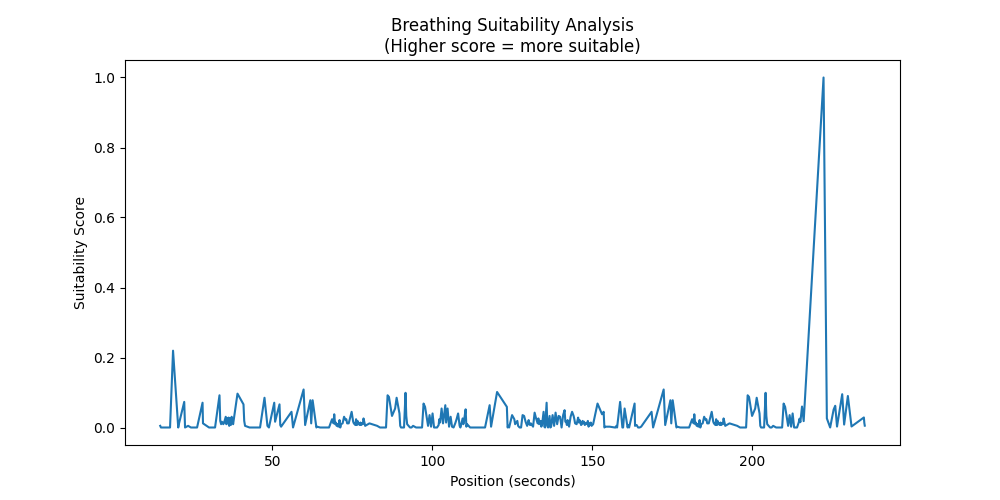 Breathing Suitability Analysis
(Higher score = more suitable)
1.0
0.8
0.6
0.4
0.2
0.0
Suitability Score
50
100
150
200
Position (seconds)